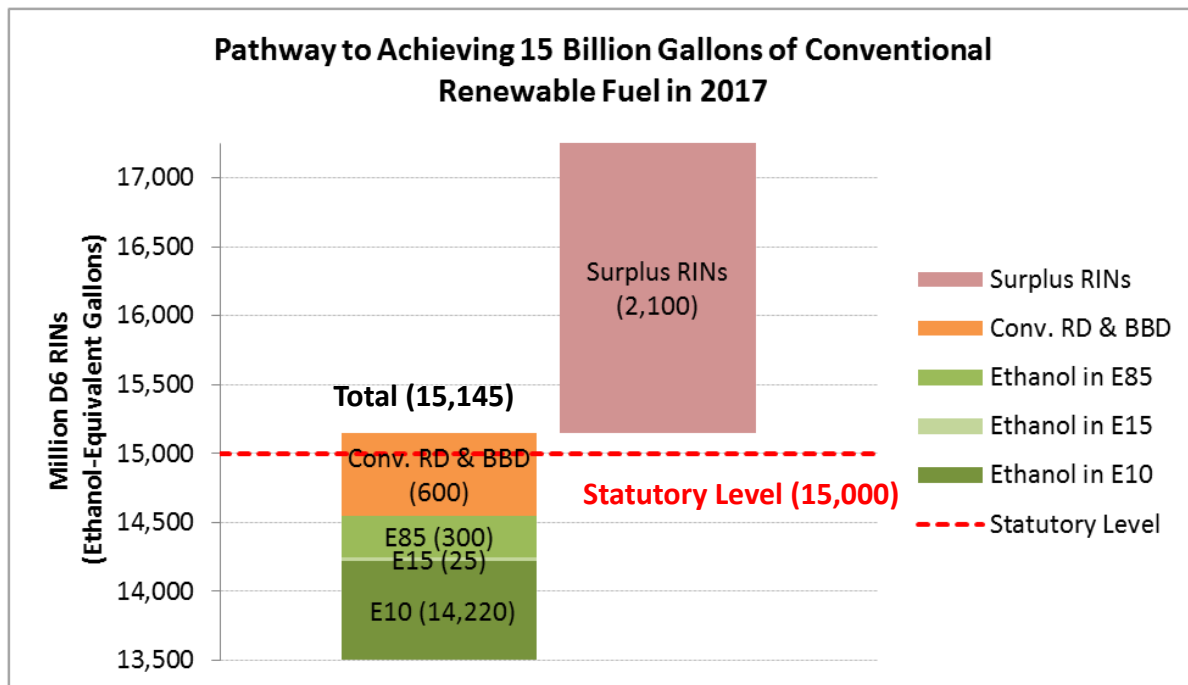 Pathway to Achieving 15 Billion Gallons of Conventional
Renewable Fuel in 2017
Million D6 RINs
(Ethanol-Equivalent Gallons)
17,000
16,500
16,000
15,500
15,000
14,500
14,000
13,500
Surplus RINs
(2,100)
Total (15,145)
Conv. RD & BBD
(600)
Statutory Level (15,000)
E85 (300)
E15 (25)
E10 (14,220)
Surplus RINs
Conv. RD & BBD
Ethanol in E85
Ethanol in E15
Ethanol in E10
Statutory Level